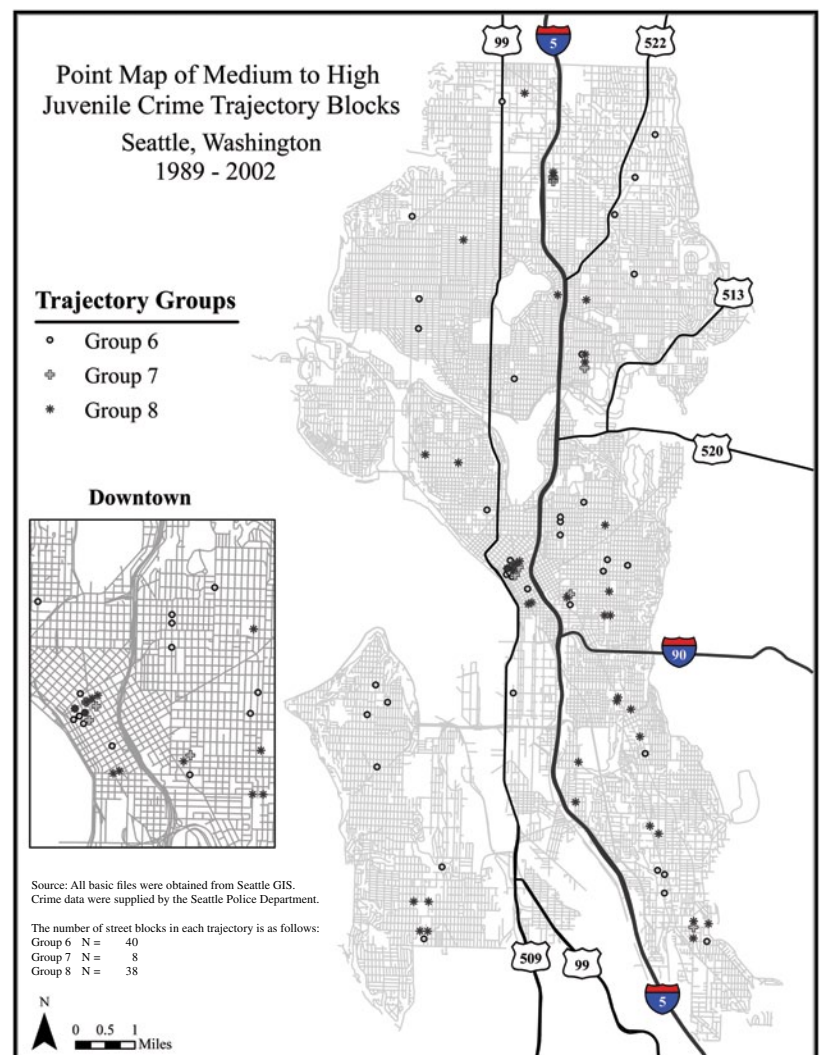 99
5
522
Point Map of Medium to High
Juvenile Crime Trajectory Blocks
Seattle, Washington
1989 - 2002
Trajectory Groups
Group 6
Group 7
Group 8
513
520
Downtown
90
Source: All basic files were obtained from Seattle GIS.
Crime data were supplied by the Seattle Police Department.
The number of street blocks in each trajectory is as follows:
Group 6 N = 40
Group 7 N = 8
Group 8 N = 38
509
99
5
N
0 0.5 1
Miles